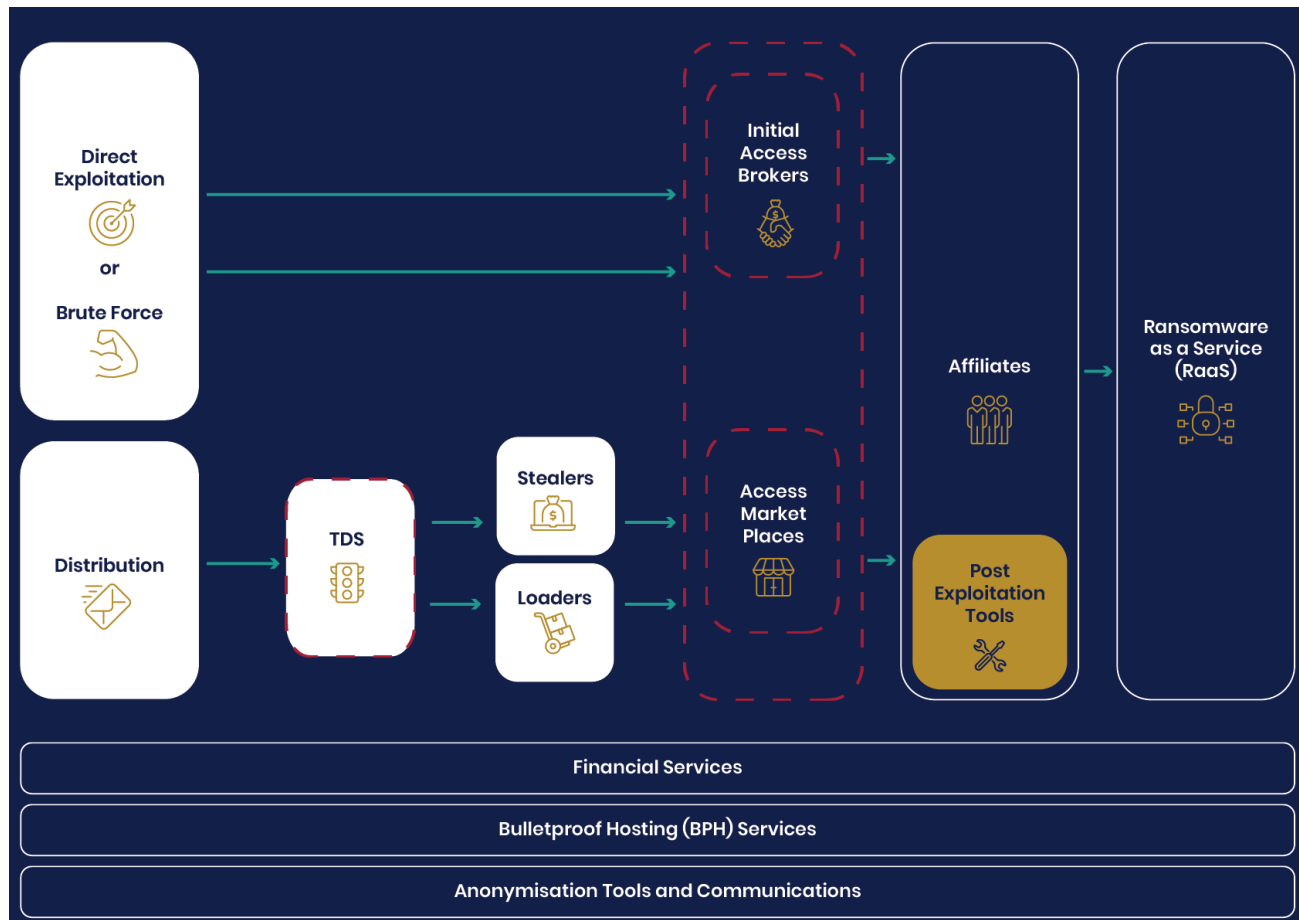 Direct
Exploitation
or
Brute Force
Distribution
TDS
Stealers
Loaders
Initial
Access
Brokers
Access
Market
Places
Affiliates
Post
Exploitation
Tools
Ransomware
as a Service
(RaaS)
Financial Services
Bulletproof Hosting (BPH) Services
Anonymisation Tools and Communications